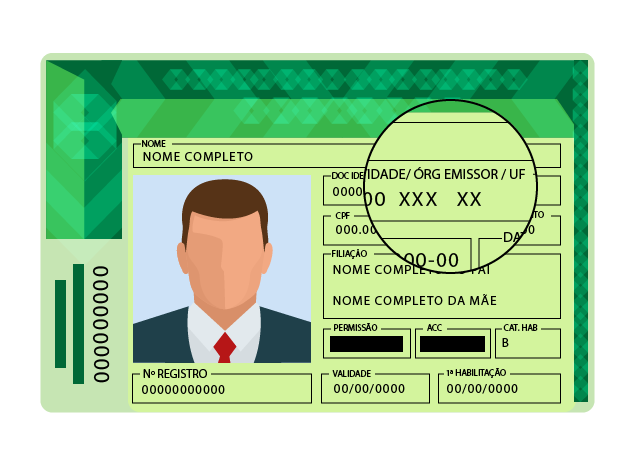 NOME
NOME COMPLETO
DOC IDE
IDADE/ ÓRG EMISSOR / UF
0000
00 XXX XX
CPF
TO
000.00
DA
00-00
FILIAÇÃO
NOME COMPLETO DO PAI
NOME COMPLETO DA MÃE
PERMISSÃO
ACC
CAT. HAB
B
Nº REGISTRO
00000000000
VALIDADE
00/00/0000
1ª HABILITAÇÃO
00/00/0000
000000000